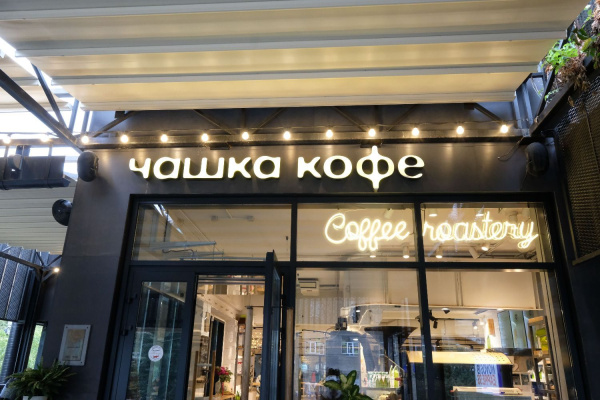 чашка кофе
Coffee roastery